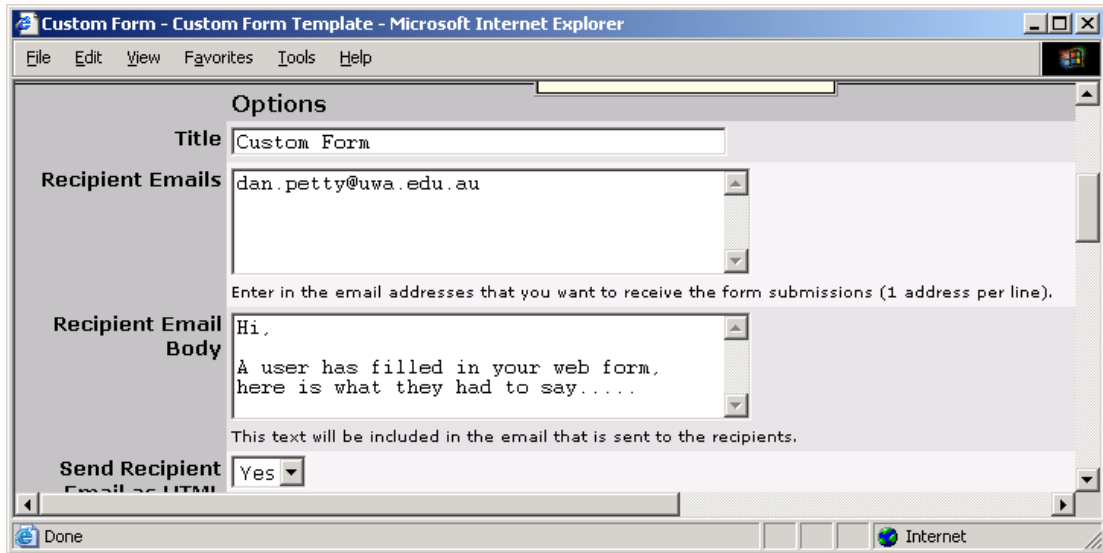 Custom Form - Custom Form Template - Microsoft Internet Explorer
File Edit View Favorites Tools Help
Options
Title Custom Form
Recipient Emails dan.petty@uwa.edu.au
Enter in the email addresses that you want to receive the form submissions (1 address per line).
Recipient Email Body
Hi,
A user has filled in your web form,
here is what they had to say.....
This text will be included in the email that is sent to the recipients.
Send Recipient Yes
Email as HTML
Done Internet